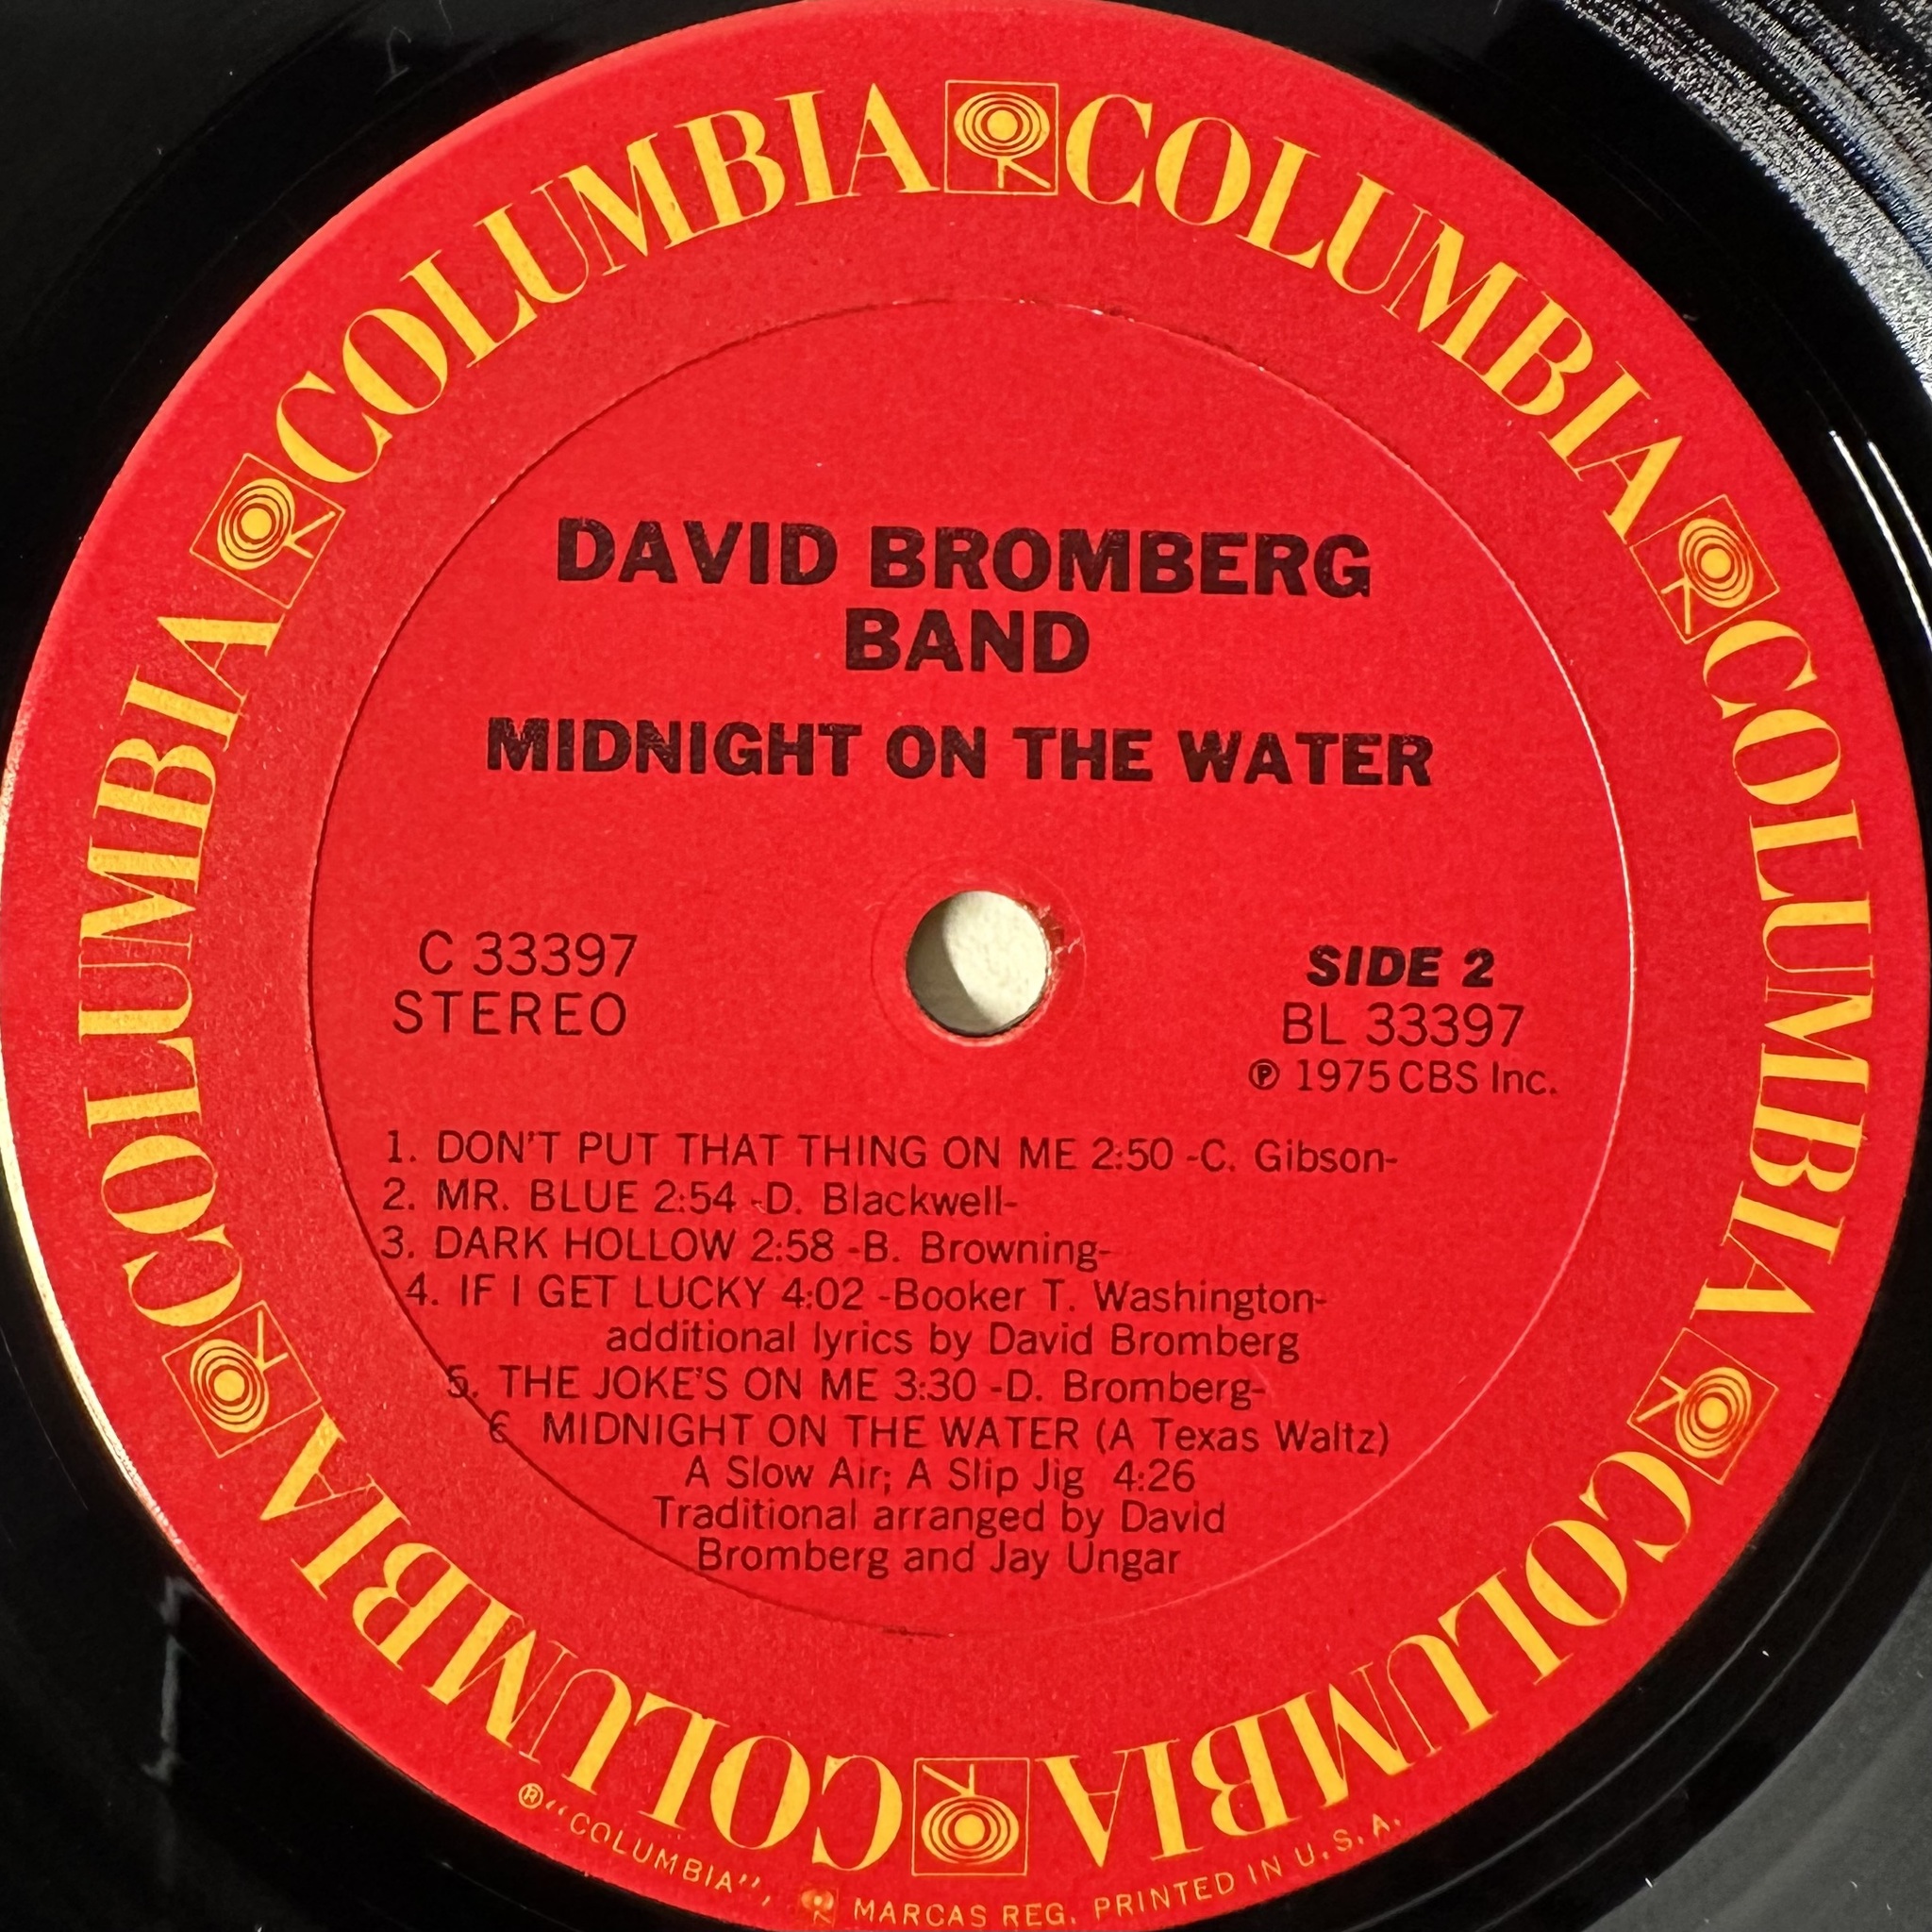 COLUMBIA COLUMBIA COLUMBIA COLUMBIA COLUMBIA COLUMBIA
DAVID BROMBERG
BAND
MIDNIGHT ON THE WATER
C 33397
STEREO
SIDE 2
BL 33397
℗ 1975 CBS Inc.
1. DON'T PUT THAT THING ON ME 2:50 -C. Gibson-
2. MR. BLUE 2:54 -D. Blackwell-
3. DARK HOLLOW 2:58 -B. Browning-
4. IF I GET LUCKY 4:02 -Booker T. Washington-
additional lyrics by David Bromberg
5. THE JOKE'S ON ME 3:30 -D. Bromberg-
6 MIDNIGHT ON THE WATER (A Texas Waltz)
A Slow Air; A Slip Jig 4:26
Traditional arranged by David
Bromberg and Jay Ungar
® "COLUMBIA", MARCAS REG. PRINTED IN U.S.A.